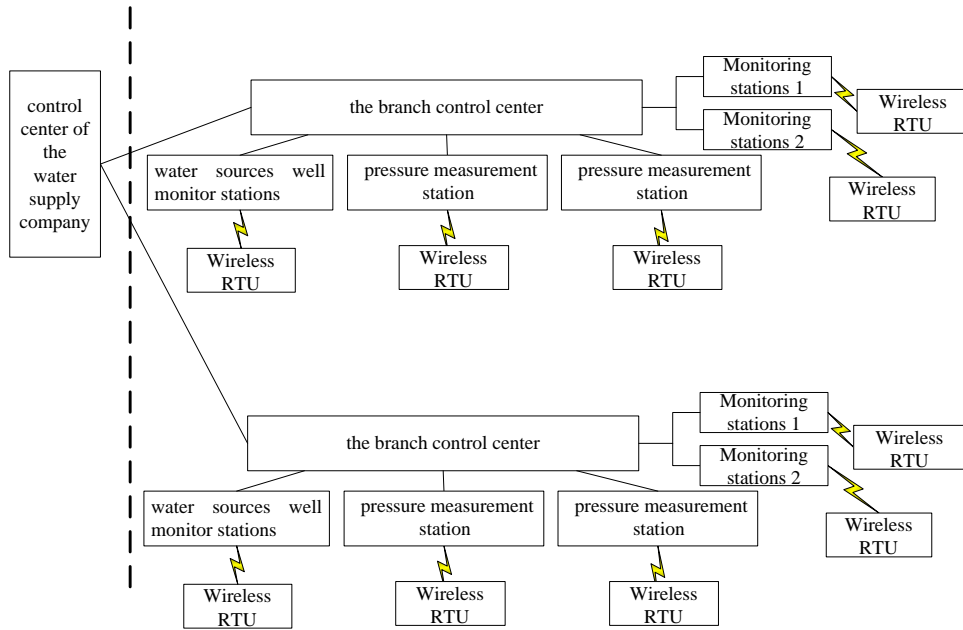 control
center of
the
water
supply
company
the branch control center
Monitoring
stations 1
Wireless
RTU
Monitoring
stations 2
Wireless
RTU
water sources well
monitor stations
pressure measurement
station
pressure measurement
station
Wireless
RTU
Wireless
RTU
Wireless
RTU
the branch control center
Monitoring
stations 1
Wireless
RTU
Monitoring
stations 2
Wireless
RTU
water sources well
monitor stations
pressure measurement
station
pressure measurement
station
Wireless
RTU
Wireless
RTU
Wireless
RTU